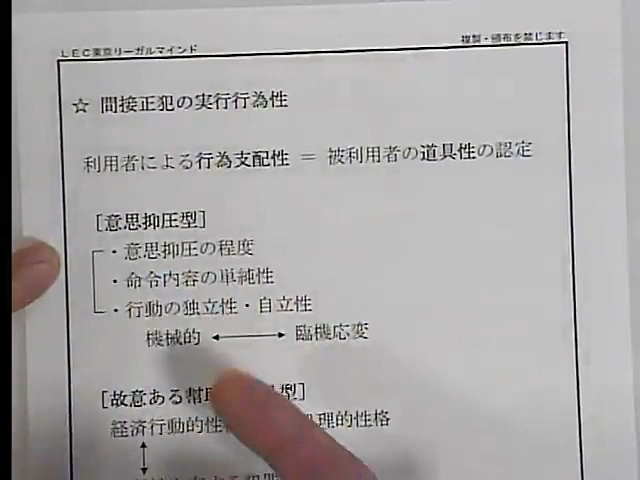 LEC東京リーガルマインド
複製・頒布を禁じます
☆ 間接正犯の実行行為性
利用者による行為支配性 ＝ 被利用者の道具性の認定
［意思抑圧型］
・意思抑圧の程度
・命令内容の単純性
・行動の独立性・自立性
機械的 ←→ 臨機応変
［故意ある幇助 型］
経済行動的性 理的性格